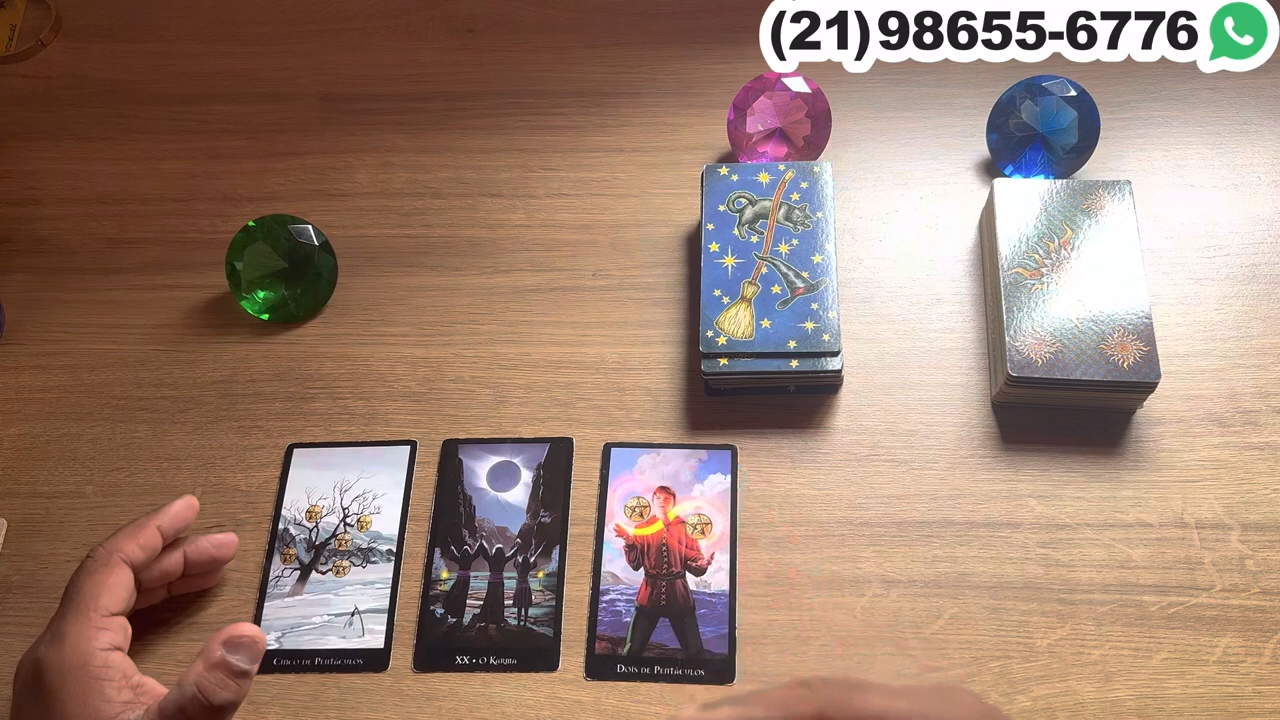 (21)98655-6776
Cinco de Pentáculos
XX • O Karma
Dois de Pentáculos